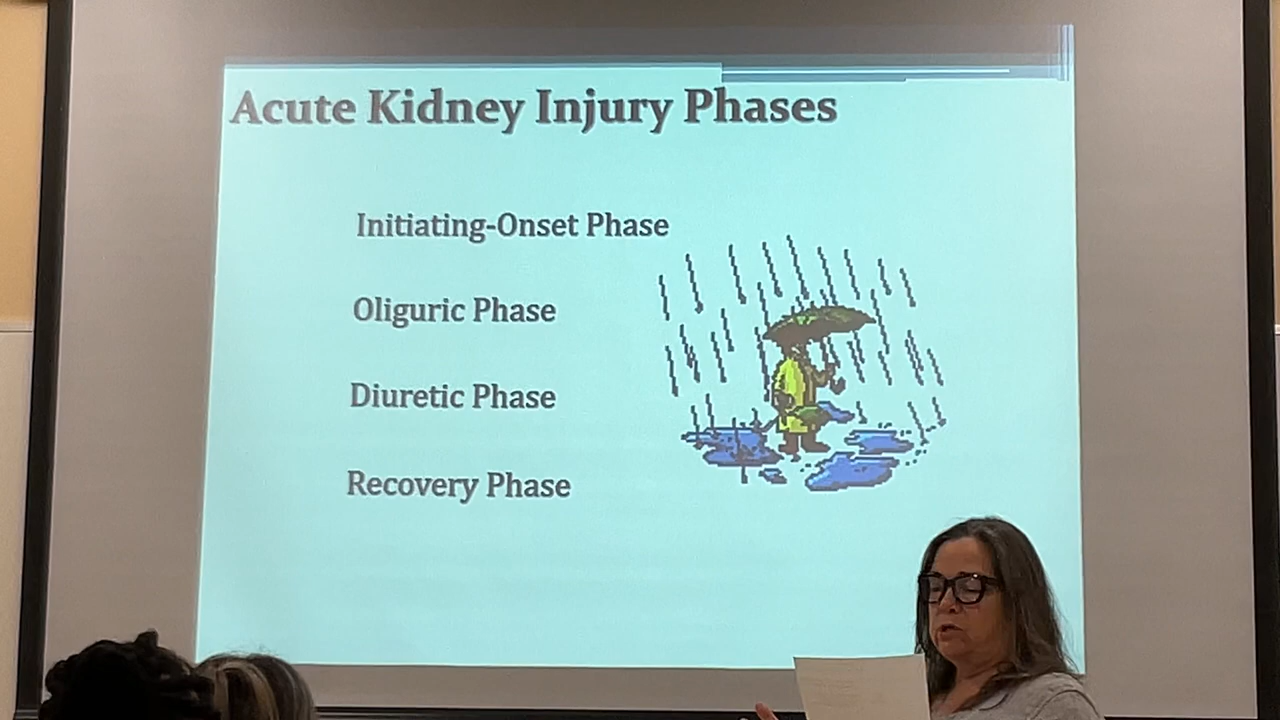 Acute Kidney Injury Phases
Initiating-Onset Phase
Oliguric Phase
Diuretic Phase
Recovery Phase